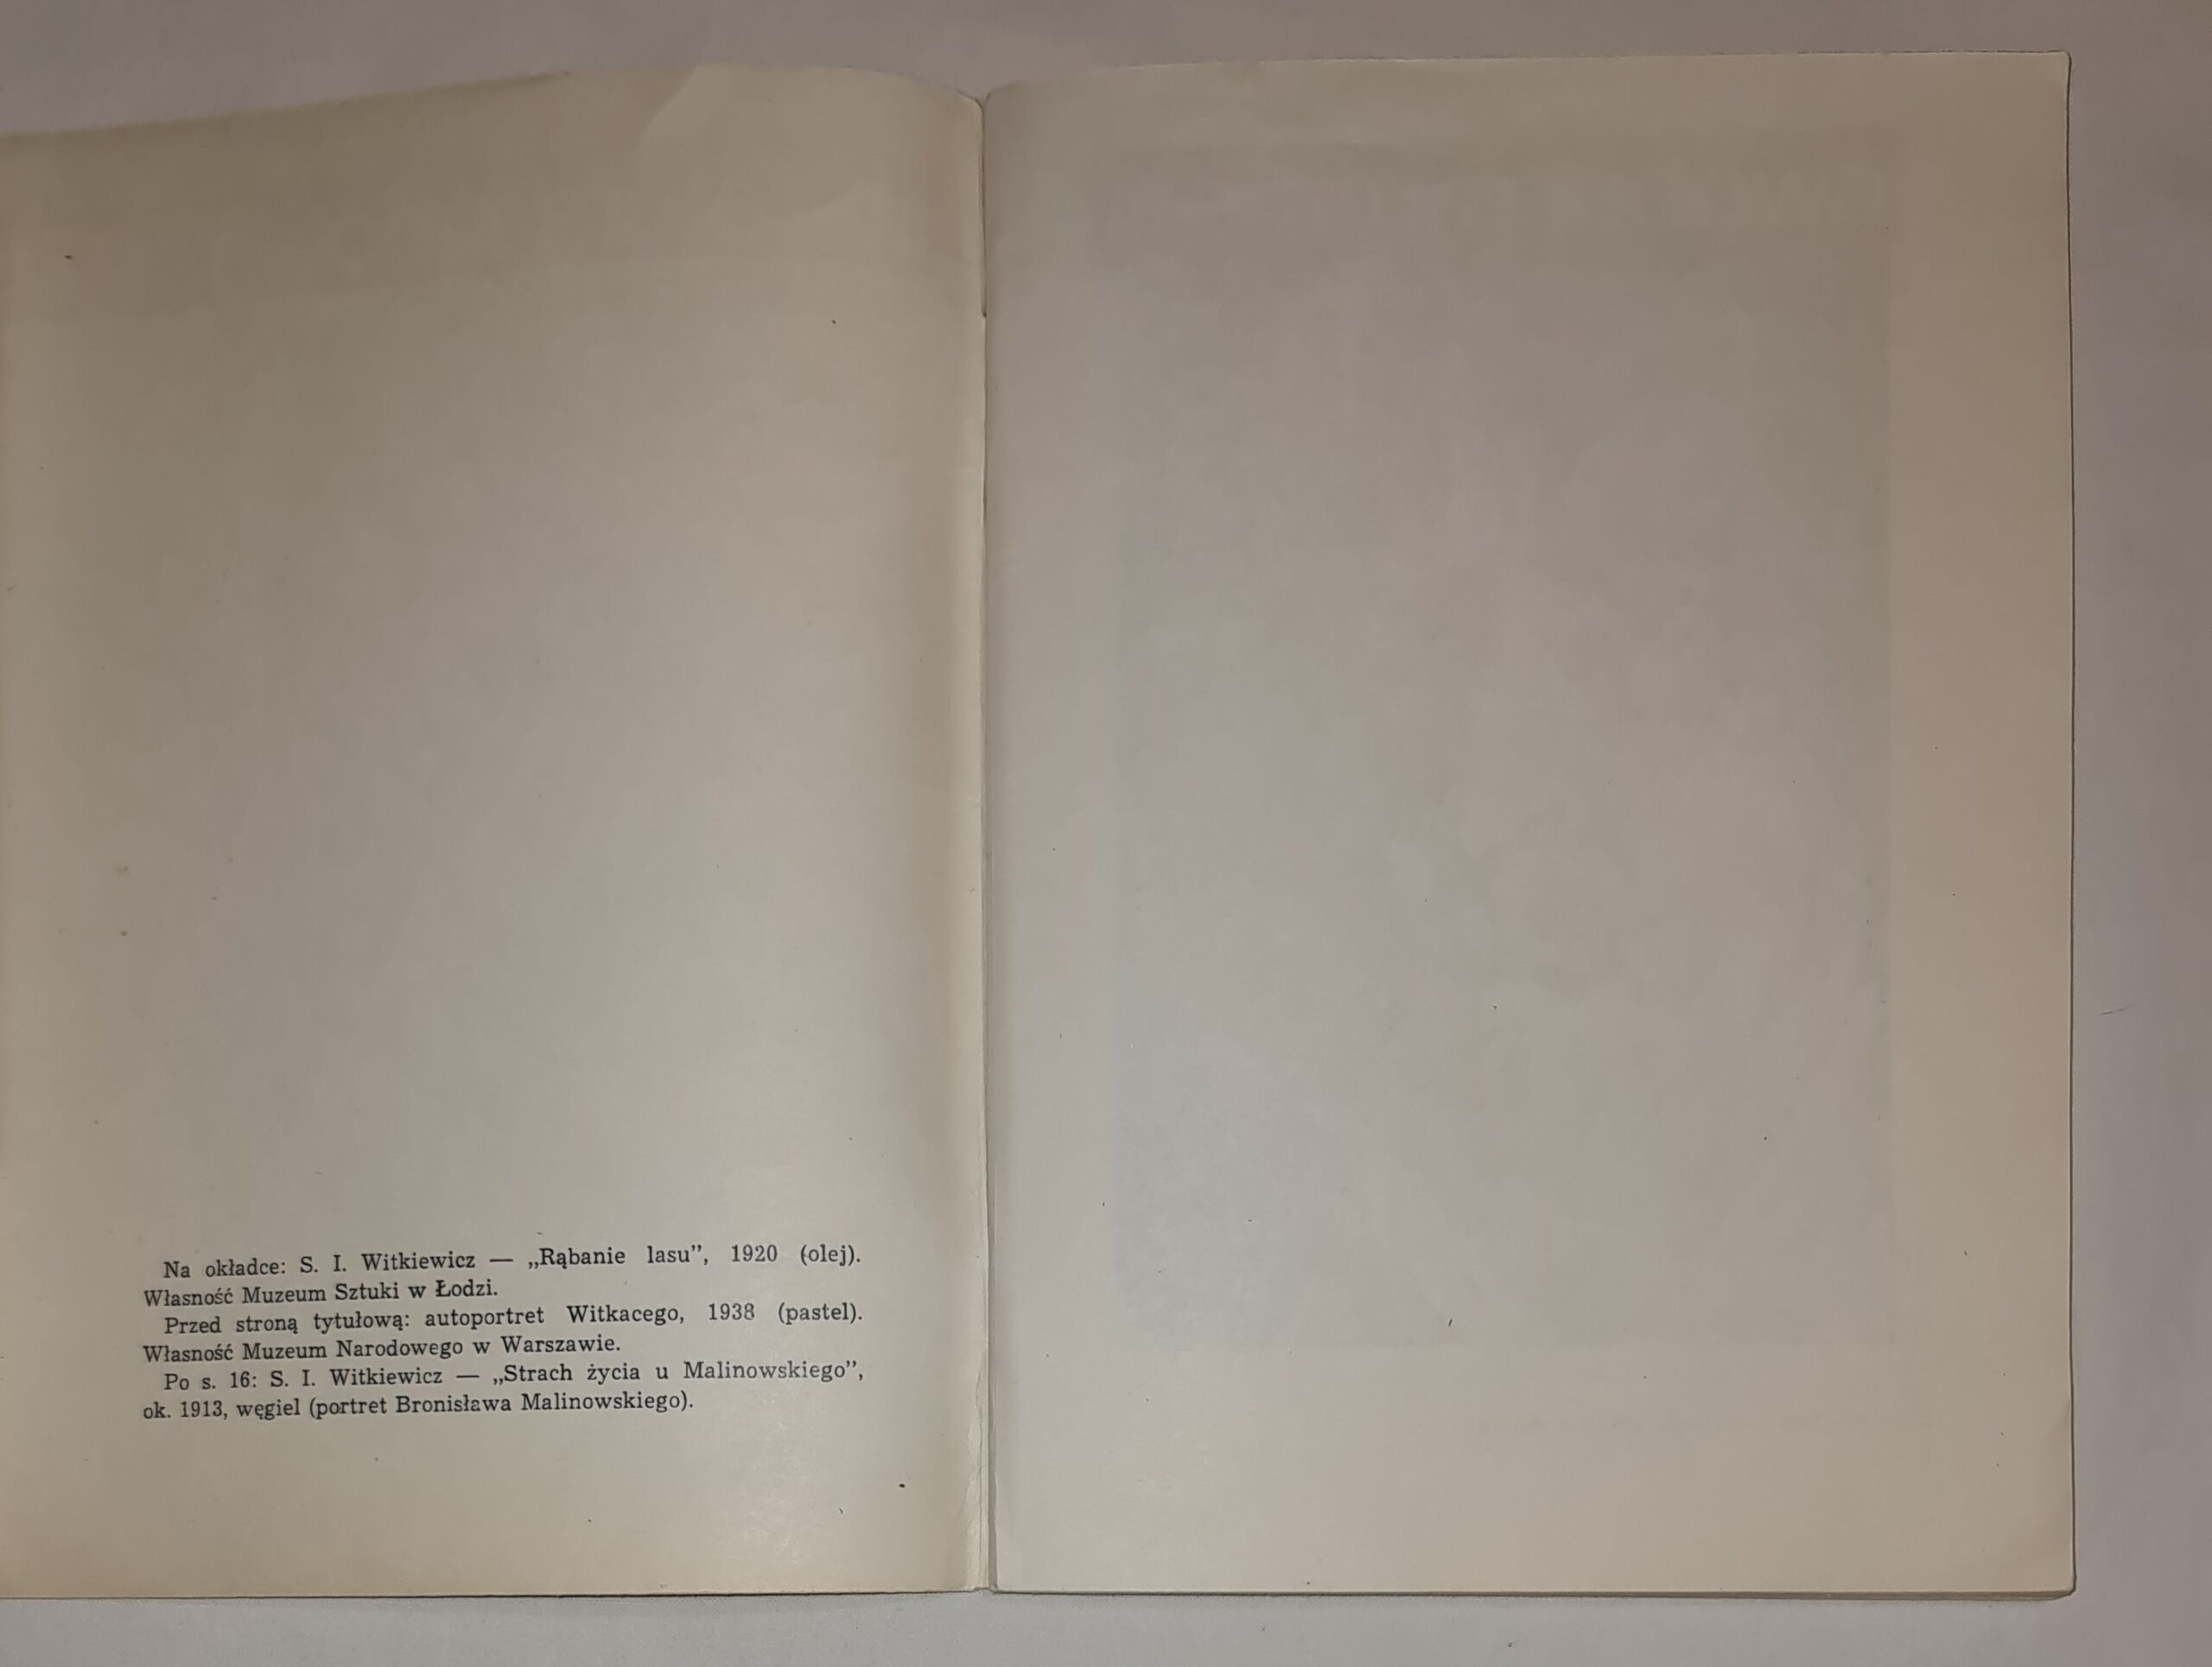 Na okładce: S. I. Witkiewicz — „Rąbanie lasu”, 1920 (olej).
Własność Muzeum Sztuki w Łodzi.
Przed stroną tytułową: autoportret Witkacego, 1938 (pastel).
Własność Muzeum Narodowego w Warszawie.
Po s. 16: S. I. Witkiewicz — „Strach życia u Malinowskiego”,
ok. 1913, węgiel (portret Bronisława Malinowskiego).